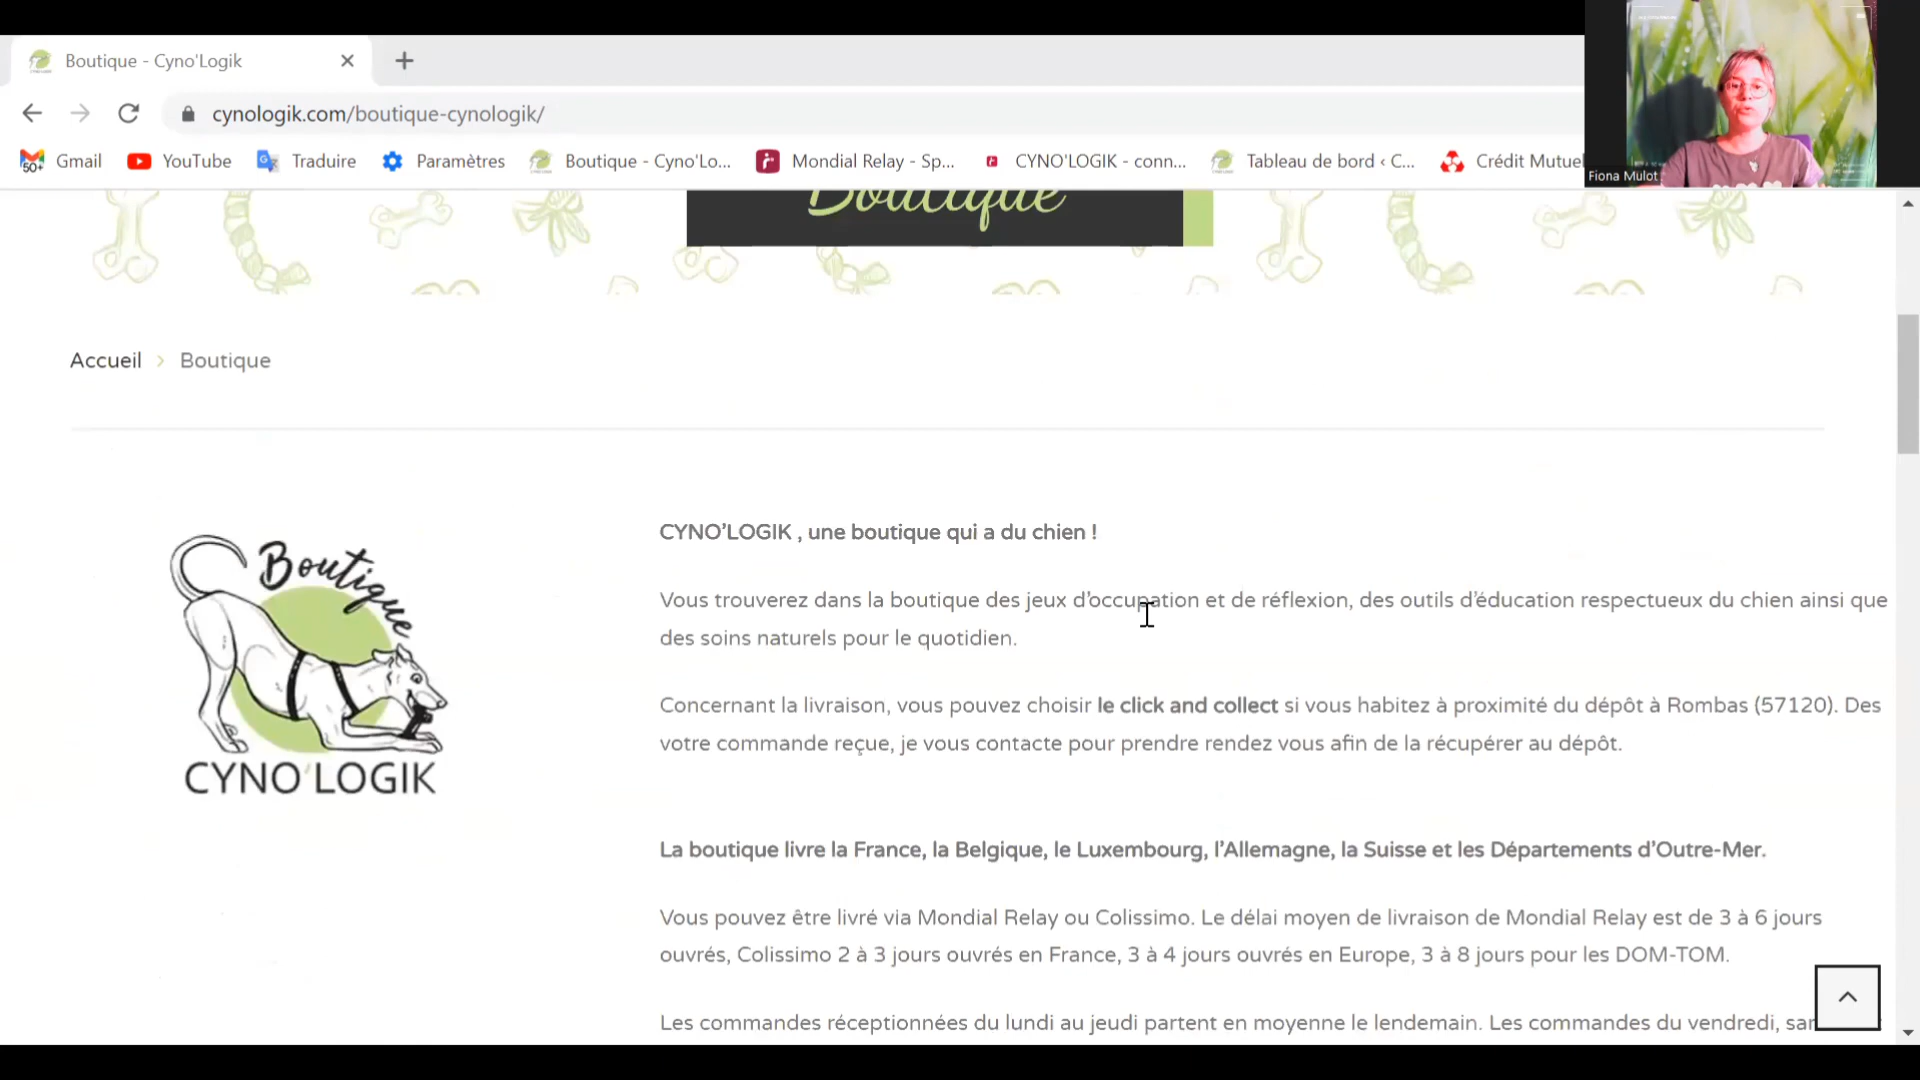 Boutique - Cyno'Logik
cynologik.com/boutique-cynologik/
50+ Gmail YouTube Traduire Paramètres Boutique - Cyno'Lo... Mondial Relay - Sp... CYNO'LOGIK - conn... Tableau de bord ‹ C... Crédit Mutuel
Fiona Mulot
Boutique
Accueil > Boutique
Boutique
CYNO'LOGIK
CYNO'LOGIK , une boutique qui a du chien !
Vous trouverez dans la boutique des jeux d'occupation et de réflexion, des outils d'éducation respectueux du chien ainsi que
des soins naturels pour le quotidien.
Concernant la livraison, vous pouvez choisir le click and collect si vous habitez à proximité du dépôt à Rombas (57120). Des
votre commande reçue, je vous contacte pour prendre rendez vous afin de la récupérer au dépôt.
La boutique livre la France, la Belgique, le Luxembourg, l'Allemagne, la Suisse et les Départements d'Outre-Mer.
Vous pouvez être livré via Mondial Relay ou Colissimo. Le délai moyen de livraison de Mondial Relay est de 3 à 6 jours
ouvrés, Colissimo 2 à 3 jours ouvrés en France, 3 à 4 jours ouvrés en Europe, 3 à 8 jours pour les DOM-TOM.
Les commandes réceptionnées du lundi au jeudi partent en moyenne le lendemain. Les commandes du vendredi,